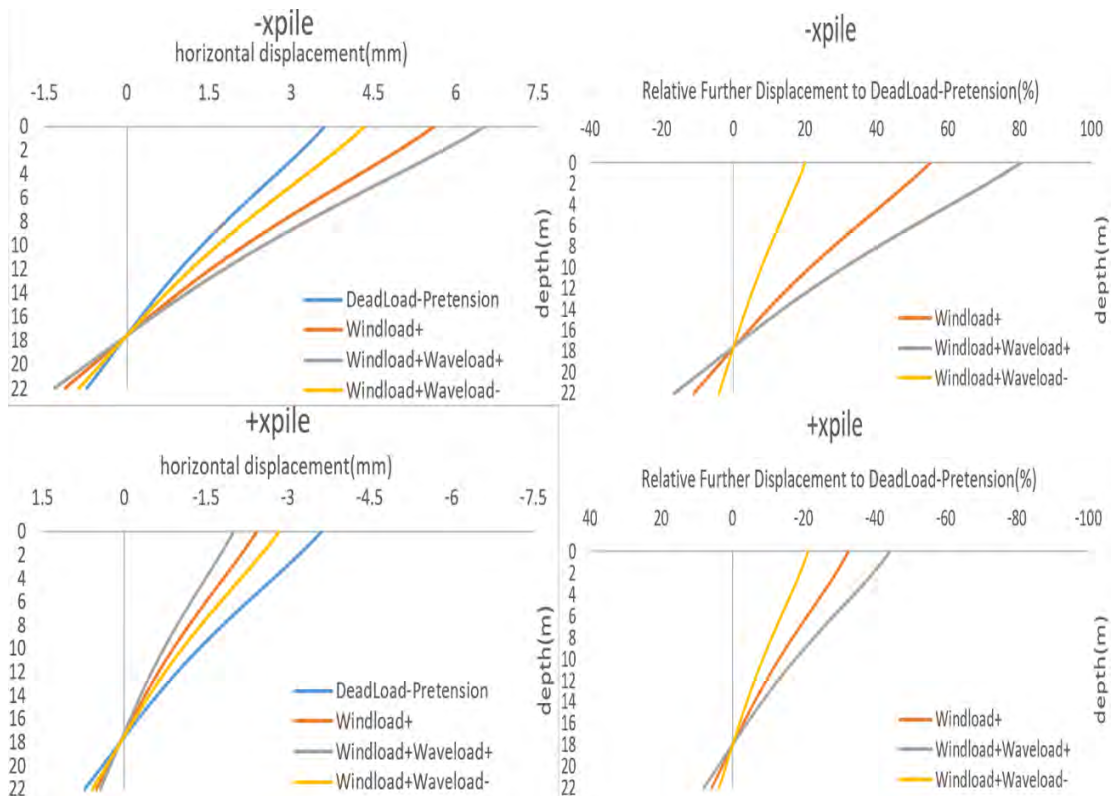 -xpile
horizontal displacement(mm)
-1.5 0 1.5 3 4.5 6 7.5
0
2
4
6
8
10
12
14
16
18
20
22
depth(m)
DeadLoad-Pretension
Windload+
Windload+Waveload+
Windload+Waveload-
-xpile
Relative Further Displacement to DeadLoad-Pretension(%)
-40 -20 0 20 40 60 80 100
0
2
4
6
8
10
12
14
16
18
20
22
depth(m)
Windload+
Windload+Waveload+
Windload+Waveload-
+xpile
horizontal displacement(mm)
1.5 0 -1.5 -3 -4.5 -6 -7.5
0
2
4
6
8
10
12
14
16
18
20
22
depth(m)
DeadLoad-Pretension
Windload+
Windload+Waveload+
Windload+Waveload-
+xpile
Relative Further Displacement to DeadLoad-Pretension(%)
40 20 0 -20 -40 -60 -80 -100
0
2
4
6
8
10
12
14
16
18
20
22
depth(m)
Windload+
Windload+Waveload+
Windload+Waveload-